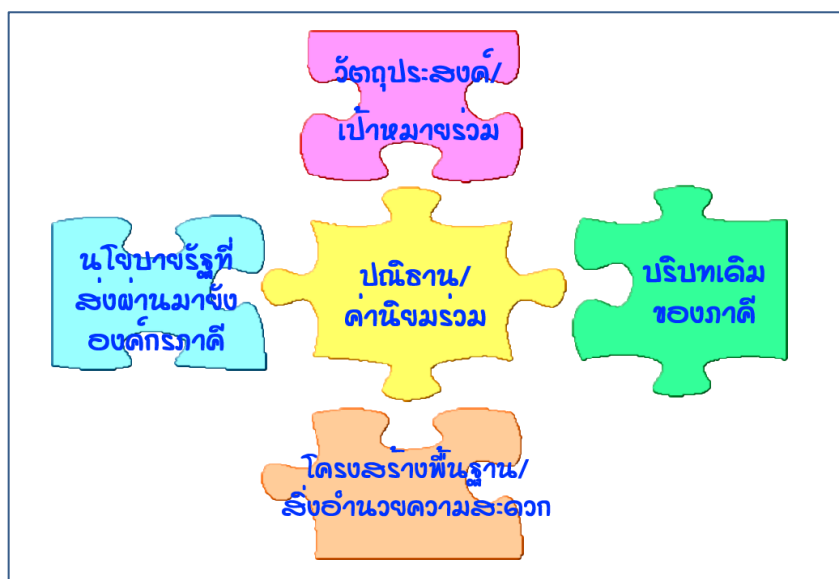 วัตถุประสงค์/
เป้าหมายร่วม
นโยบายรัฐที่
ส่งผ่านมายัง
องค์กรภาคี
ปณิธาน/
ค่านิยมร่วม
บริบทเดิม
ของภาคี
โครงสร้างพื้นฐาน/
สิ่งอำนวยความสะดวก